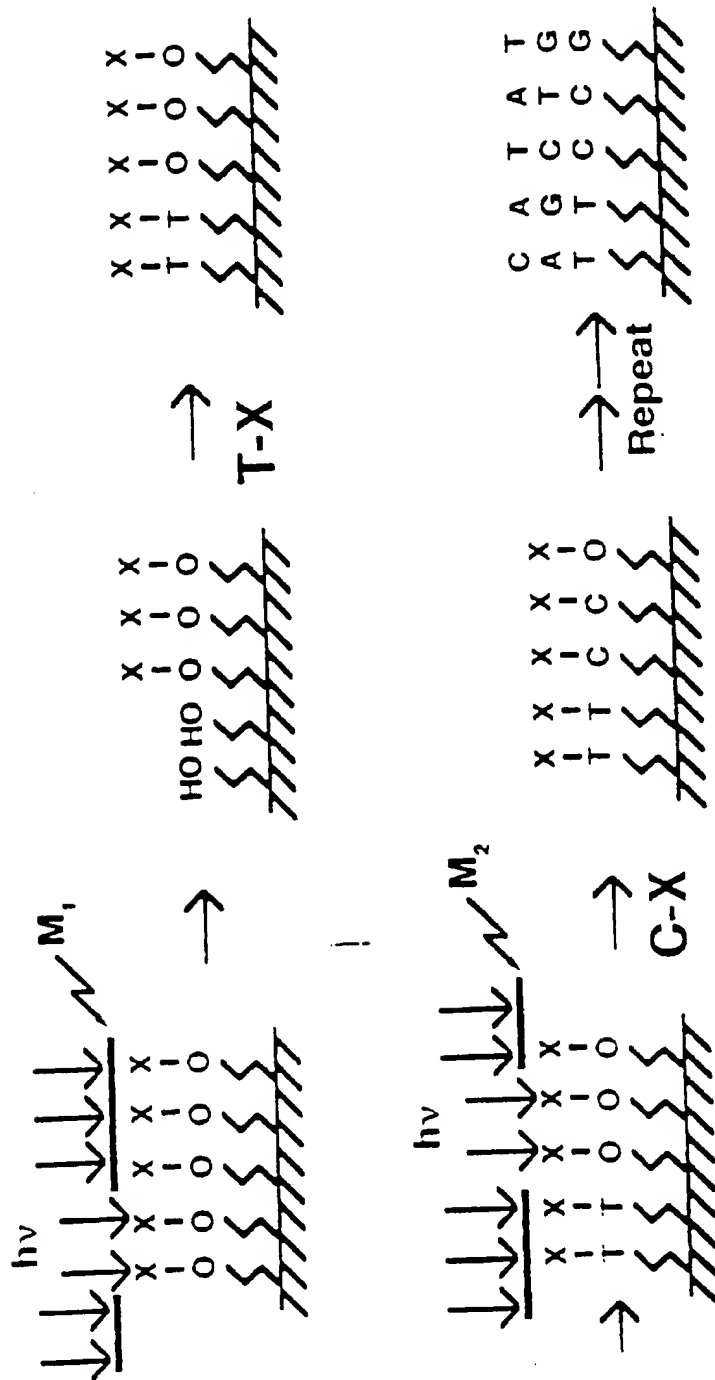 hν
M₁
X X X X X
O O O O O
X X X
HO HO O O O
T-X
X X X X X
T T O O O
hν
M₂
X X X X X
T T O O O
C-X
X X X X X
T T C C O
Repeat
C A T A T
A G C T G
T T C C G